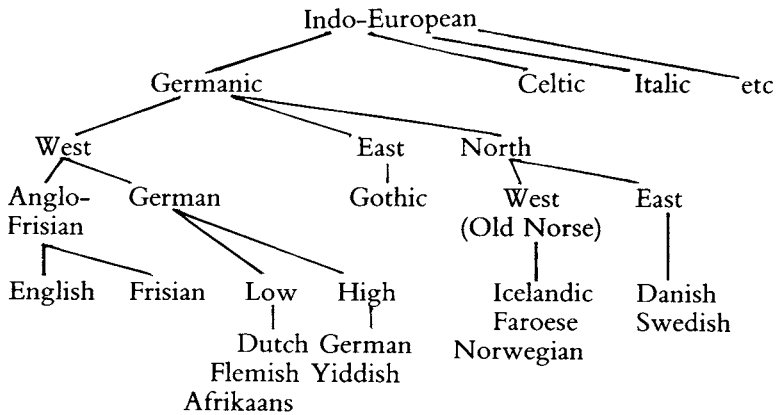 Indo-European
Germanic Celtic Italic etc
West East North
Anglo- German Gothic West East
Frisian (Old Norse)
English Frisian Low High Icelandic Danish
Faroese Swedish
Dutch German Norwegian
Flemish Yiddish
Afrikaans